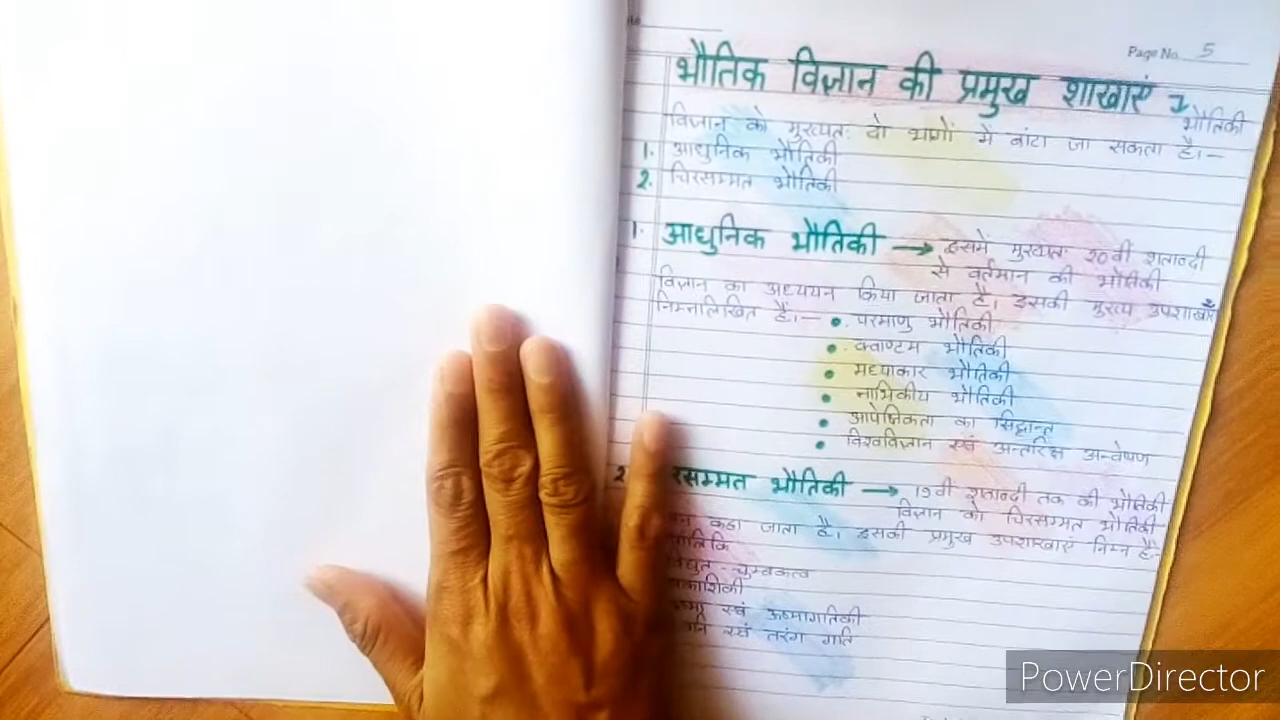 Page No. 5
भौतिक विज्ञान की प्रमुख शाखाएं
भौतिकी
विज्ञान को मुख्यतः दो भागों में बांटा जा सकता है।-
1. आधुनिक भौतिकी
2. चिरसम्मत भौतिकी
1. आधुनिक भौतिकी → इसमें मुख्यतः 20वीं शताब्दी
से वर्तमान की भौतिकी
विज्ञान का अध्ययन किया जाता है। इसकी मुख्य उपशाखाएँ
निम्नलिखित हैं।- • परमाणु भौतिकी
• क्वाण्टम भौतिकी
• मध्याकार भौतिकी
• नाभिकीय भौतिकी
• आपेक्षिकता का सिद्धान्त
• विश्वविज्ञान एवं अन्तरिक्ष अन्वेषण
2. रसम्मत भौतिकी → 19वी शताब्दी तक की भौतिकी
विज्ञान को चिरसम्मत भौतिकी
कहा जाता है। इसकी प्रमुख उपशाखाएं निम्न हैं-
चुम्बकत्व
काशिकी
एवं ऊष्मागतिकी
एवं तरंग गति
PowerDirector